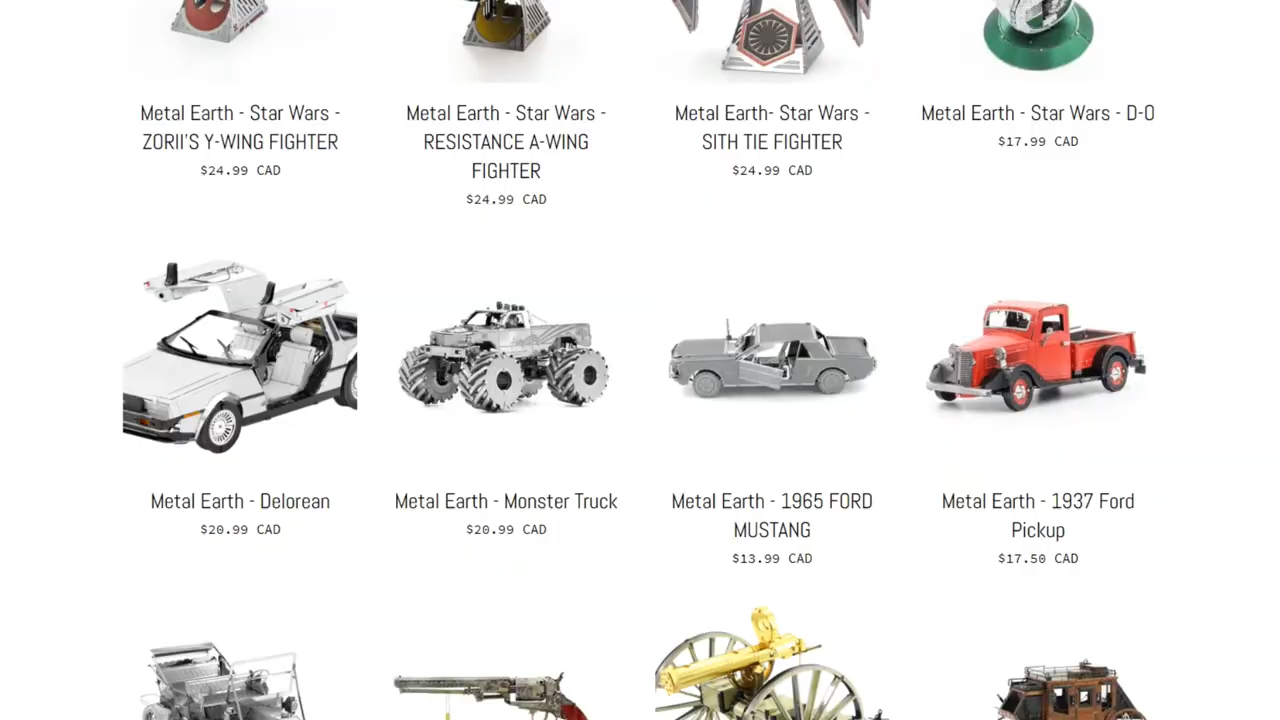 Metal Earth - Star Wars -
ZORII'S Y-WING FIGHTER
$24.99 CAD
Metal Earth - Star Wars -
RESISTANCE A-WING
FIGHTER
$24.99 CAD
Metal Earth- Star Wars -
SITH TIE FIGHTER
$24.99 CAD
Metal Earth - Star Wars - D-O
$17.99 CAD
Metal Earth - Delorean
$20.99 CAD
Metal Earth - Monster Truck
$20.99 CAD
Metal Earth - 1965 FORD
MUSTANG
$13.99 CAD
Metal Earth - 1937 Ford
Pickup
$17.50 CAD